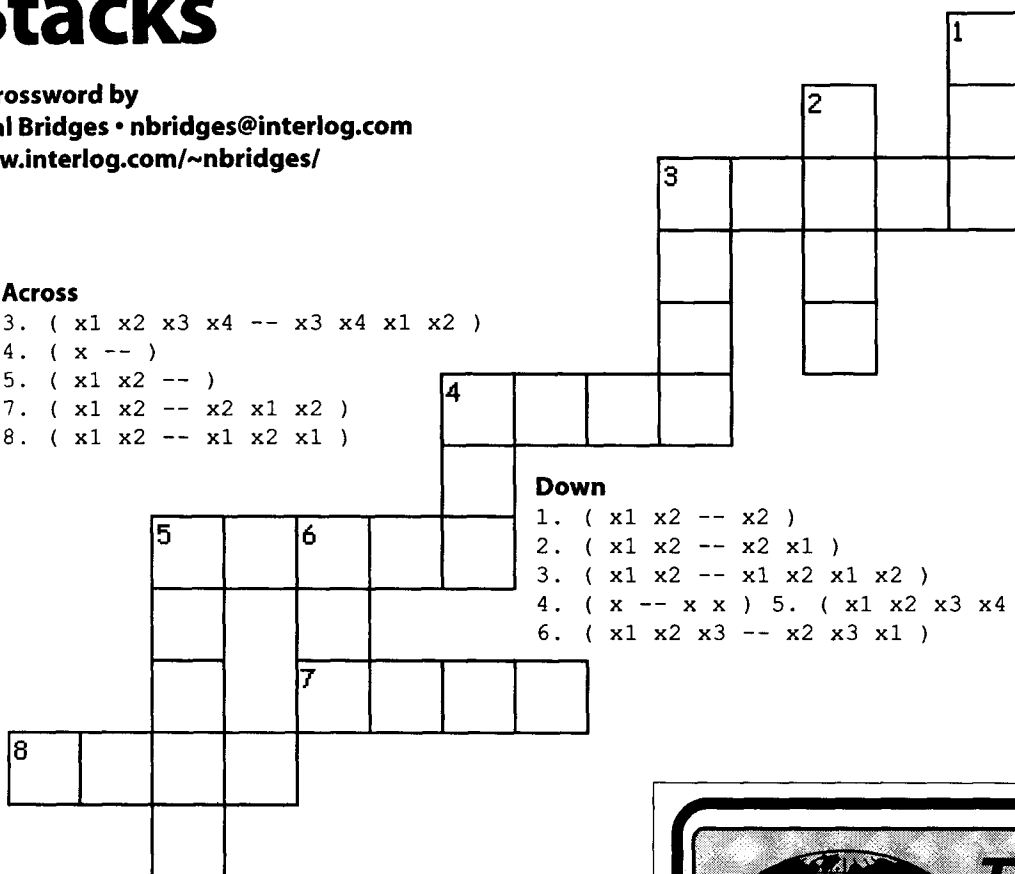 Stacks
rossword by
al Bridges • nbridges@interlog.com
w.interlog.com/~nbridges/
Across
3. ( x1 x2 x3 x4 -- x3 x4 x1 x2 )
4. ( x -- )
5. ( x1 x2 -- )
7. ( x1 x2 -- x2 x1 x2 )
8. ( x1 x2 -- x1 x2 x1 )
Down
1. ( x1 x2 -- x2 )
2. ( x1 x2 -- x2 x1 )
3. ( x1 x2 -- x1 x2 x1 x2 )
4. ( x -- x x ) 5. ( x1 x2 x3 x4
6. ( x1 x2 x3 -- x2 x3 x1 )
1
2
3
4
5 6
7
8